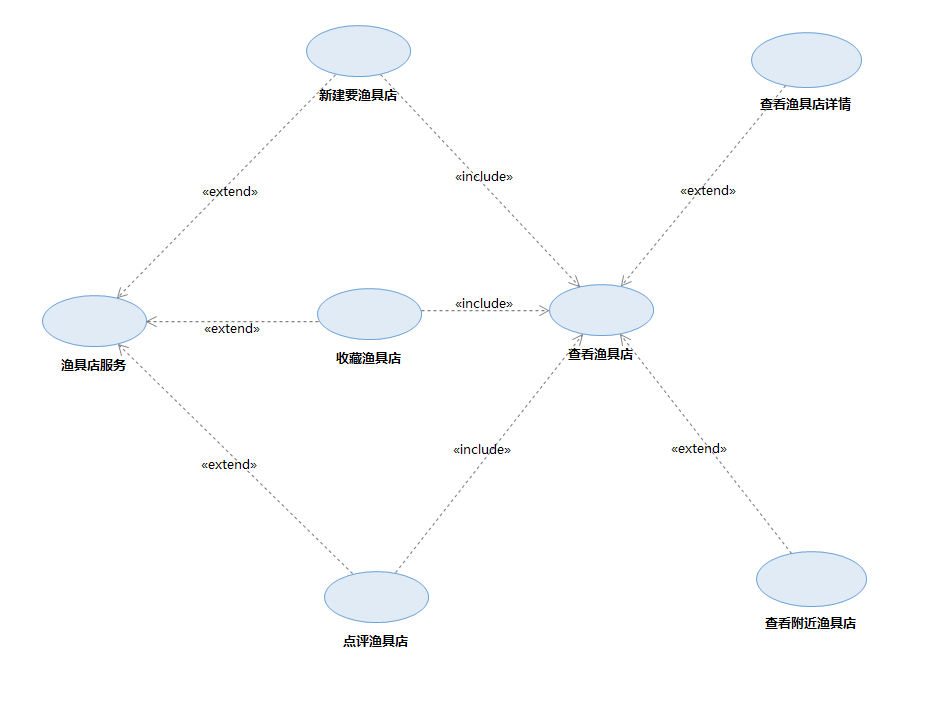 新建要渔具店
查看渔具店详情
«include»
«extend»
«extend»
«include»
«extend»
查看渔具店
收藏渔具店
渔具店服务
«include»
«extend»
«extend»
查看附近渔具店
点评渔具店